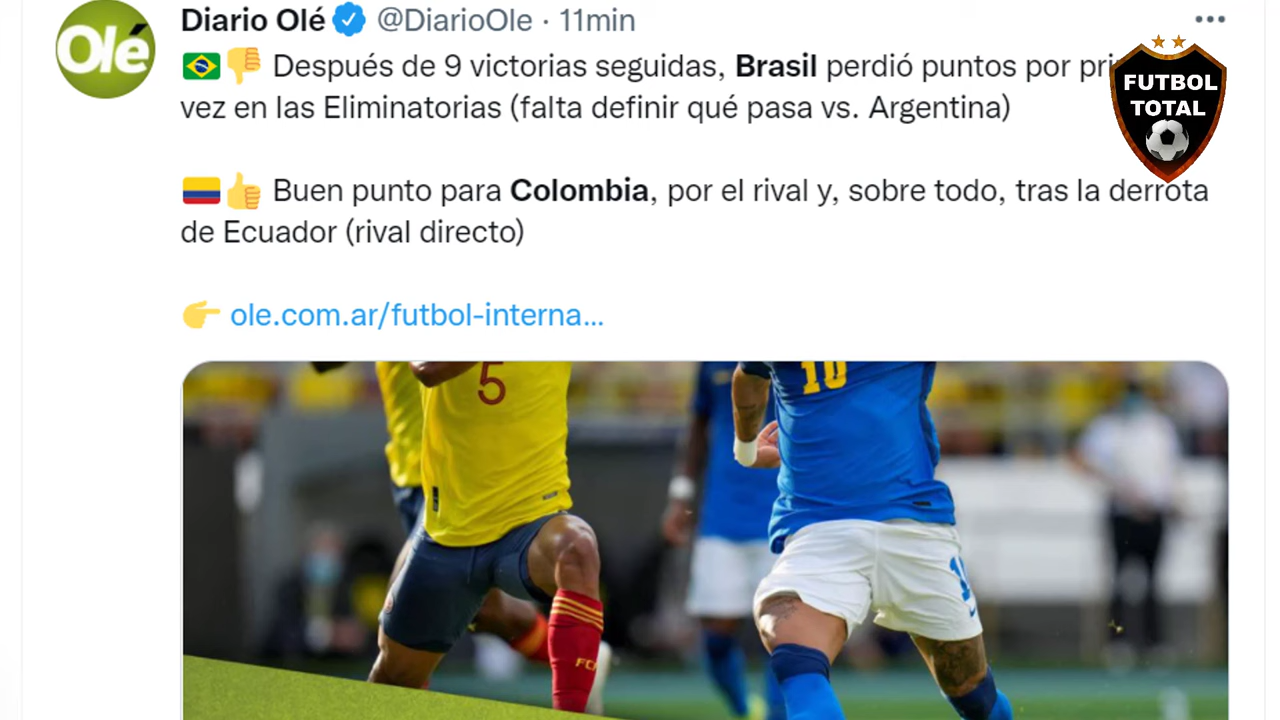 Olé
Diario Olé @DiarioOle · 11min
Después de 9 victorias seguidas, Brasil perdió puntos por
vez en las Eliminatorias (falta definir qué pasa vs. Argentina)
Buen punto para Colombia, por el rival y, sobre todo, tras la derrota
de Ecuador (rival directo)
ole.com.ar/futbol-interna...
FUTBOL
TOTAL
5
10
FCF